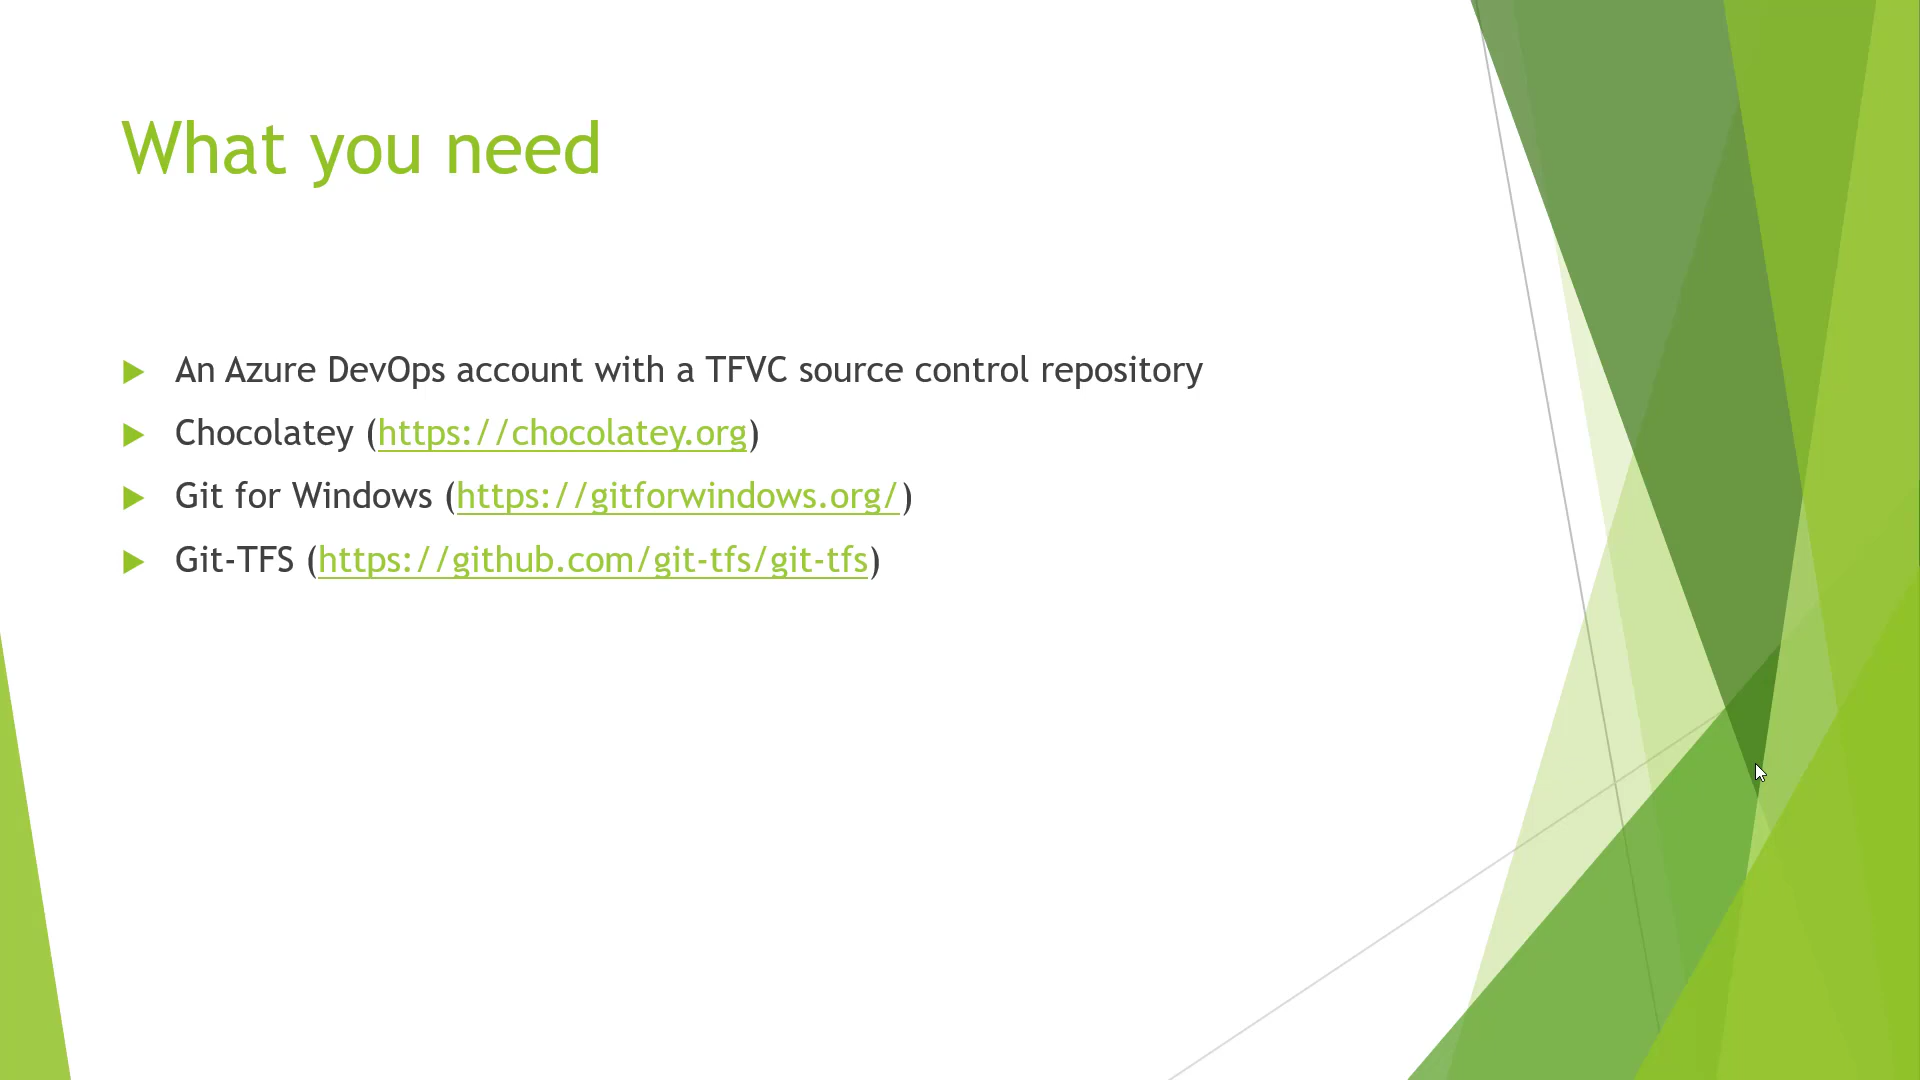 What you need
An Azure DevOps account with a TFVC source control repository
Chocolatey (https://chocolatey.org)
Git for Windows (https://gitforwindows.org/)
Git-TFS (https://github.com/git-tfs/git-tfs)